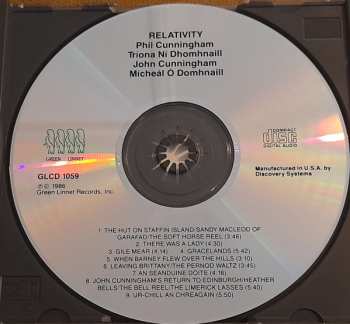 RELATIVITY
Phil Cunningham
Triona Ni Dhomhnaill
John Cunningham
Micheál O Domhnaill
GREEN LINNET
COMPACT
DISC
DIGITAL AUDIO
GLCD 1059
℗ © 1986
Green Linnet Records, Inc.
Manufactured in U.S.A. by
Discovery Systems
1. THE HUT ON STAFFIN ISLAND/SANDY MACLEOD OF
GARAFAD/THE SOFT HORSE REEL (3:46)
2. THERE WAS A LADY (4:30)
3. GILE MEAR (4:14) 4. GRACELANDS (5:42)
5. WHEN BARNEY FLEW OVER THE HILLS (3:10)
6. LEAVING BRITTANY/THE PERNOD WALTZ (3:45)
7. AN SEANDUINE DOITE (4:16)
8. JOHN CUNNINGHAM'S RETURN TO EDINBURGH/HEATHER
BELLS/THE BELL REEL/THE LIMERICK LASSES (5:40)
9. UR-CHILL AN CHREAGAIN (5:50)